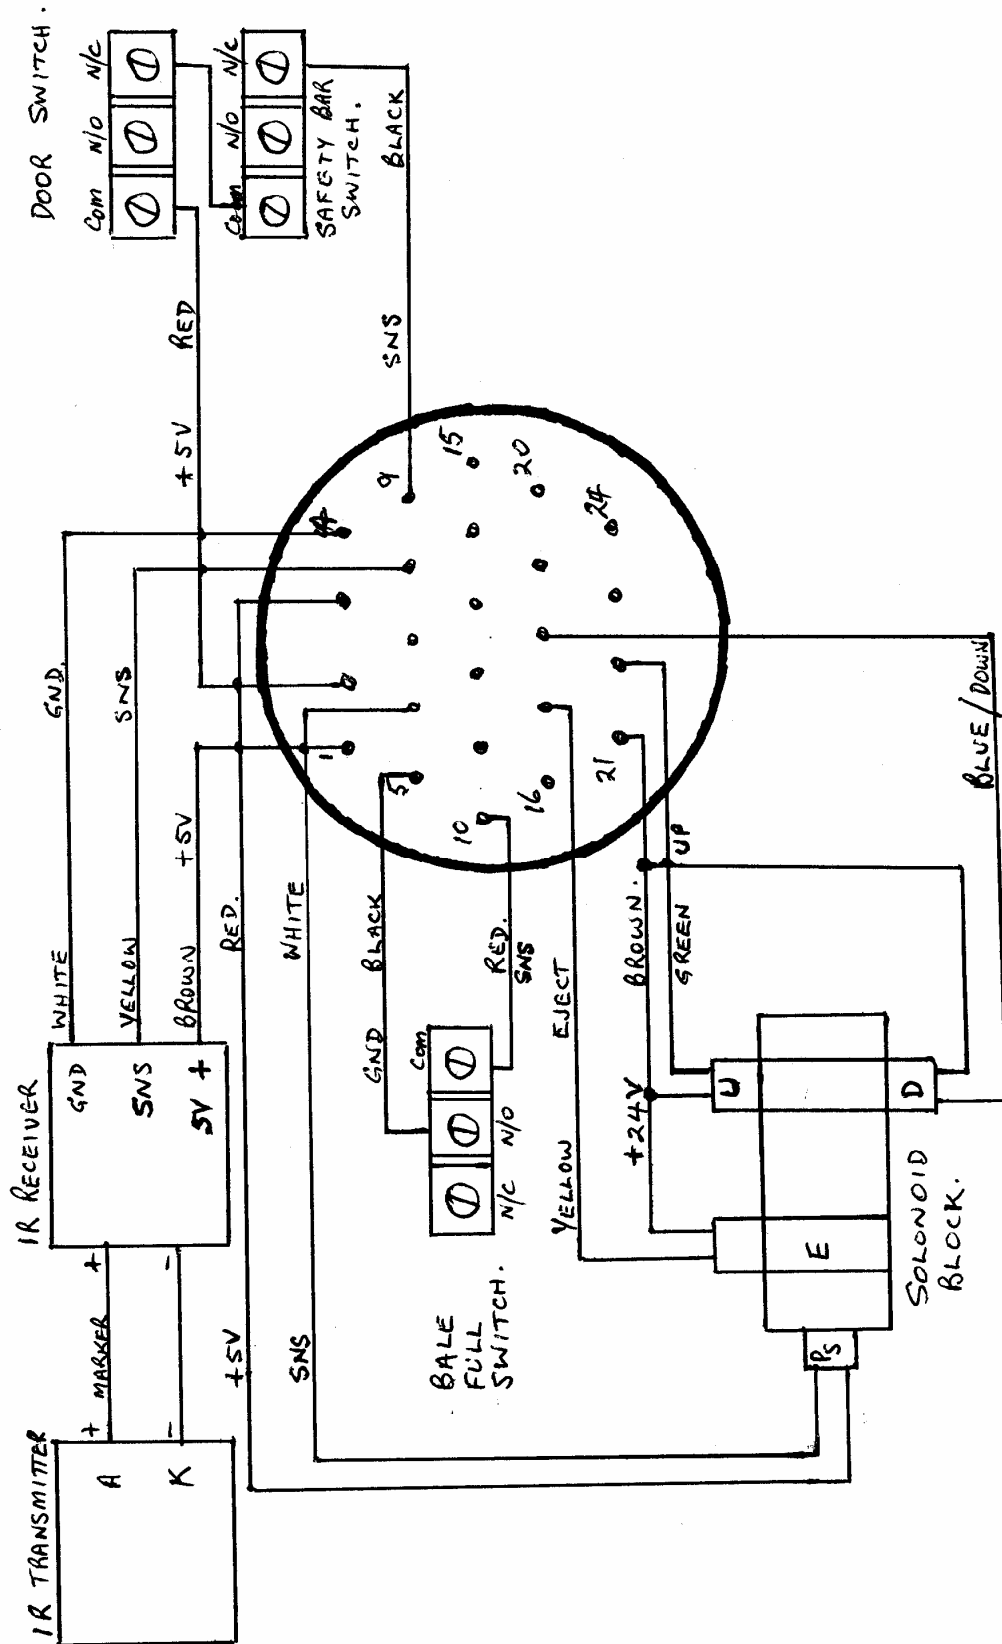 IR TRANSMITTER
A
K
+
-
MARKER
+
-
IR RECEIVER
GND
SNS
5V +
WHITE
YELLOW
BROWN
GND.
SNS
+5V
RED.
+5V
WHITE
SNS
DOOR SWITCH.
COM
N/O
N/C
+5V
RED
COM
N/O
N/C
SAFETY BAR
SWITCH.
SNS
BLACK
BALE
FULL
SWITCH.
N/C
N/O
COM
GND
BLACK
RED.
SNS
1
4
5
9
10
15
16
20
21
24
YELLOW
EJECT
+24V
BROWN.
GREEN
UP
BLUE/DOWN
PS
E
U
D
SOLONOID
BLOCK.